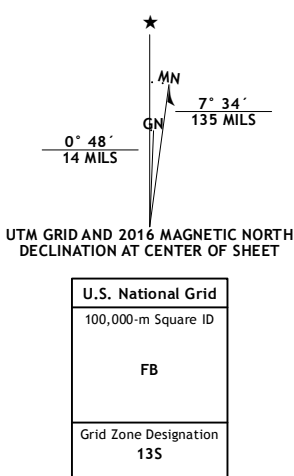 ★
MN
7° 34´
135 MILS
GN
0° 48´
14 MILS
UTM GRID AND 2016 MAGNETIC NORTH
DECLINATION AT CENTER OF SHEET
U.S. National Grid
100,000-m Square ID
FB
Grid Zone Designation
13S